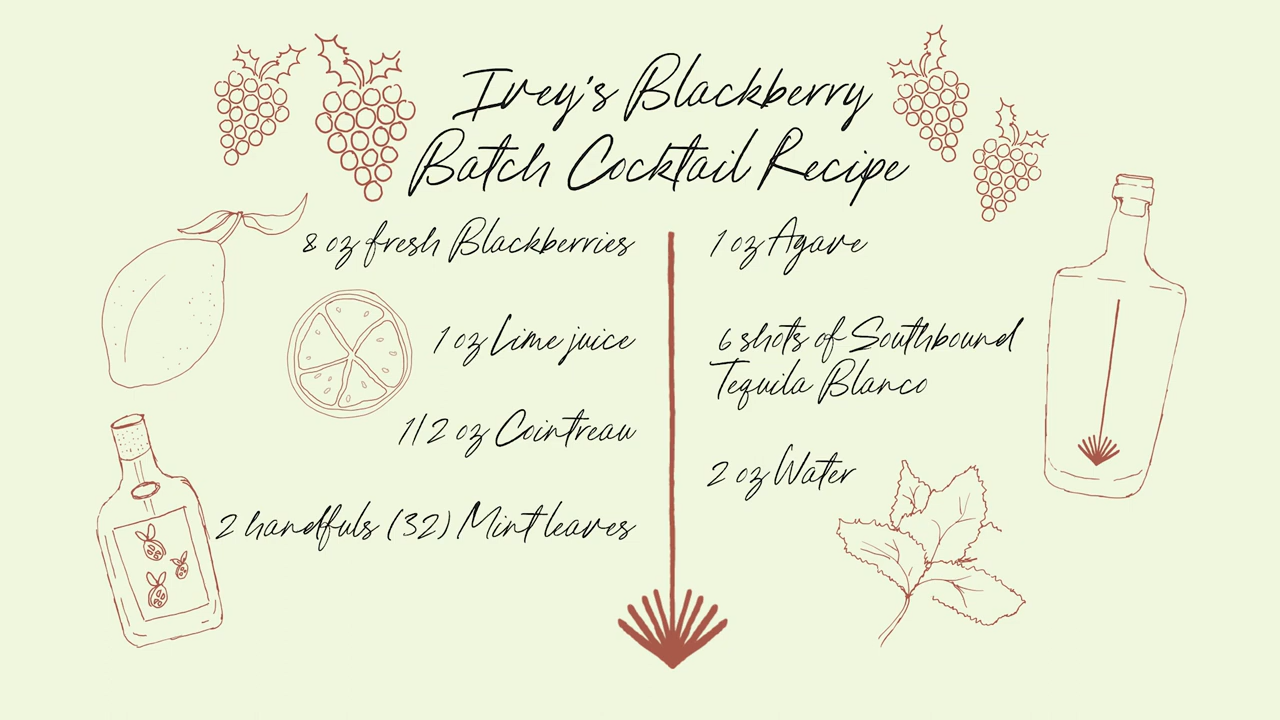 Ivey's Blackberry
Batch Cocktail Recipe
8 oz fresh Blackberries
1 oz Lime juice
1/2 oz Cointreau
2 handfuls (32) Mint leaves
1 oz Agave
6 shots of Southbound
Tequila Blanco
2 oz Water